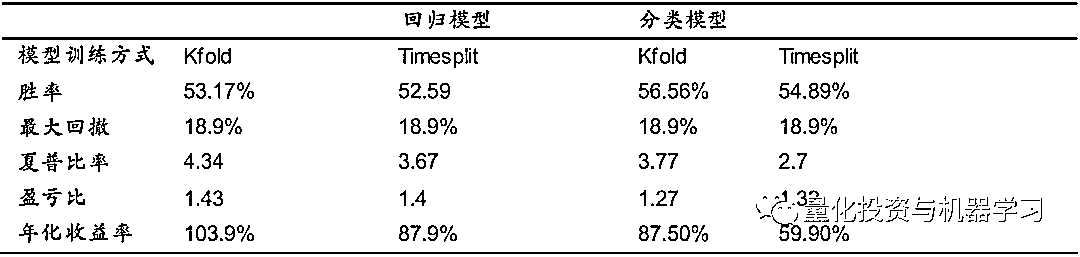 回归模型 分类模型
模型训练方式 Kfold Timesplit Kfold Timesplit
胜率 53.17% 52.59 56.56% 54.89%
最大回撤 18.9% 18.9% 18.9% 18.9%
夏普比率 4.34 3.67 3.77 2.7
盈亏比 1.43 1.4 1.27
量化投资与机器学习
年化收益率 103.9% 87.9% 87.50% 59.90%